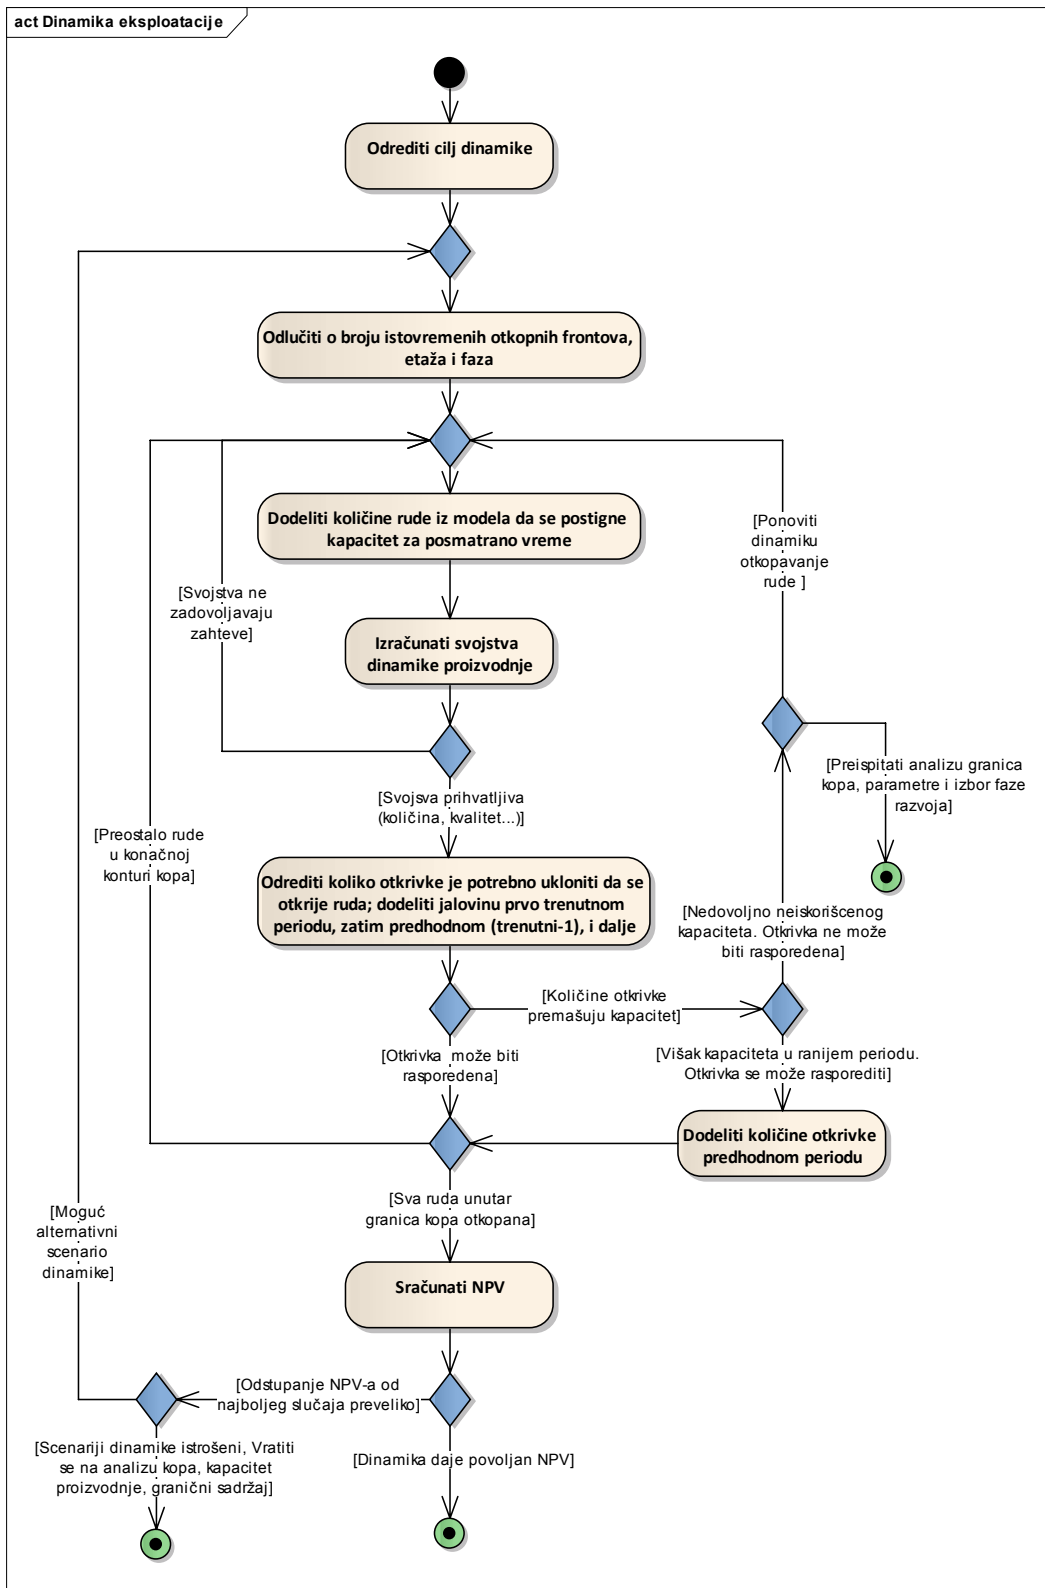 act Dinamika eksploatacije
Odrediti cilj dinamike
Odlučiti o broju istovremenih otkopnih frontova,
etaža i faza
Dodeliti količine rude iz modela da se postigne
kapacitet za posmatrano vreme
[Ponoviti
dinamiku
otkopavanje
rude ]
[Svojstva ne
zadovoljavaju
zahteve]
Izračunati svojstva
dinamike proizvodnje
[Preispitati analizu granica
kopa, parametre i izbor faze
razvoja]
[Svojsva prihvatljiva
(količina, kvalitet...)]
[Preostalo rude
u konačnoj
konturi kopa]
Odrediti koliko otkrivke je potrebno ukloniti da se
otkrije ruda; dodeliti jalovinu prvo trenutnom
periodu, zatim predhodnom (trenutni-1), i dalje
[Nedovoljno neiskorišcenog
kapaciteta. Otkrivka ne može
biti rasporedena]
[Količine otkrivke
premašuju kapacitet]
[Otkrivka  može biti
rasporedena]
[Višak kapaciteta u ranijem periodu.
Otkrivka se može rasporediti]
Dodeliti količine otkrivke
predhodnom periodu
[Sva ruda unutar
granica kopa otkopana]
[Moguć
alternativni
scenario
dinamike]
Sračunati NPV
[Odstupanje NPV-a od
najboljeg slučaja preveliko]
[Scenariji dinamike istrošeni, Vratiti
se na analizu kopa, kapacitet
proizvodnje, granični sadržaj]
[Dinamika daje povoljan NPV]